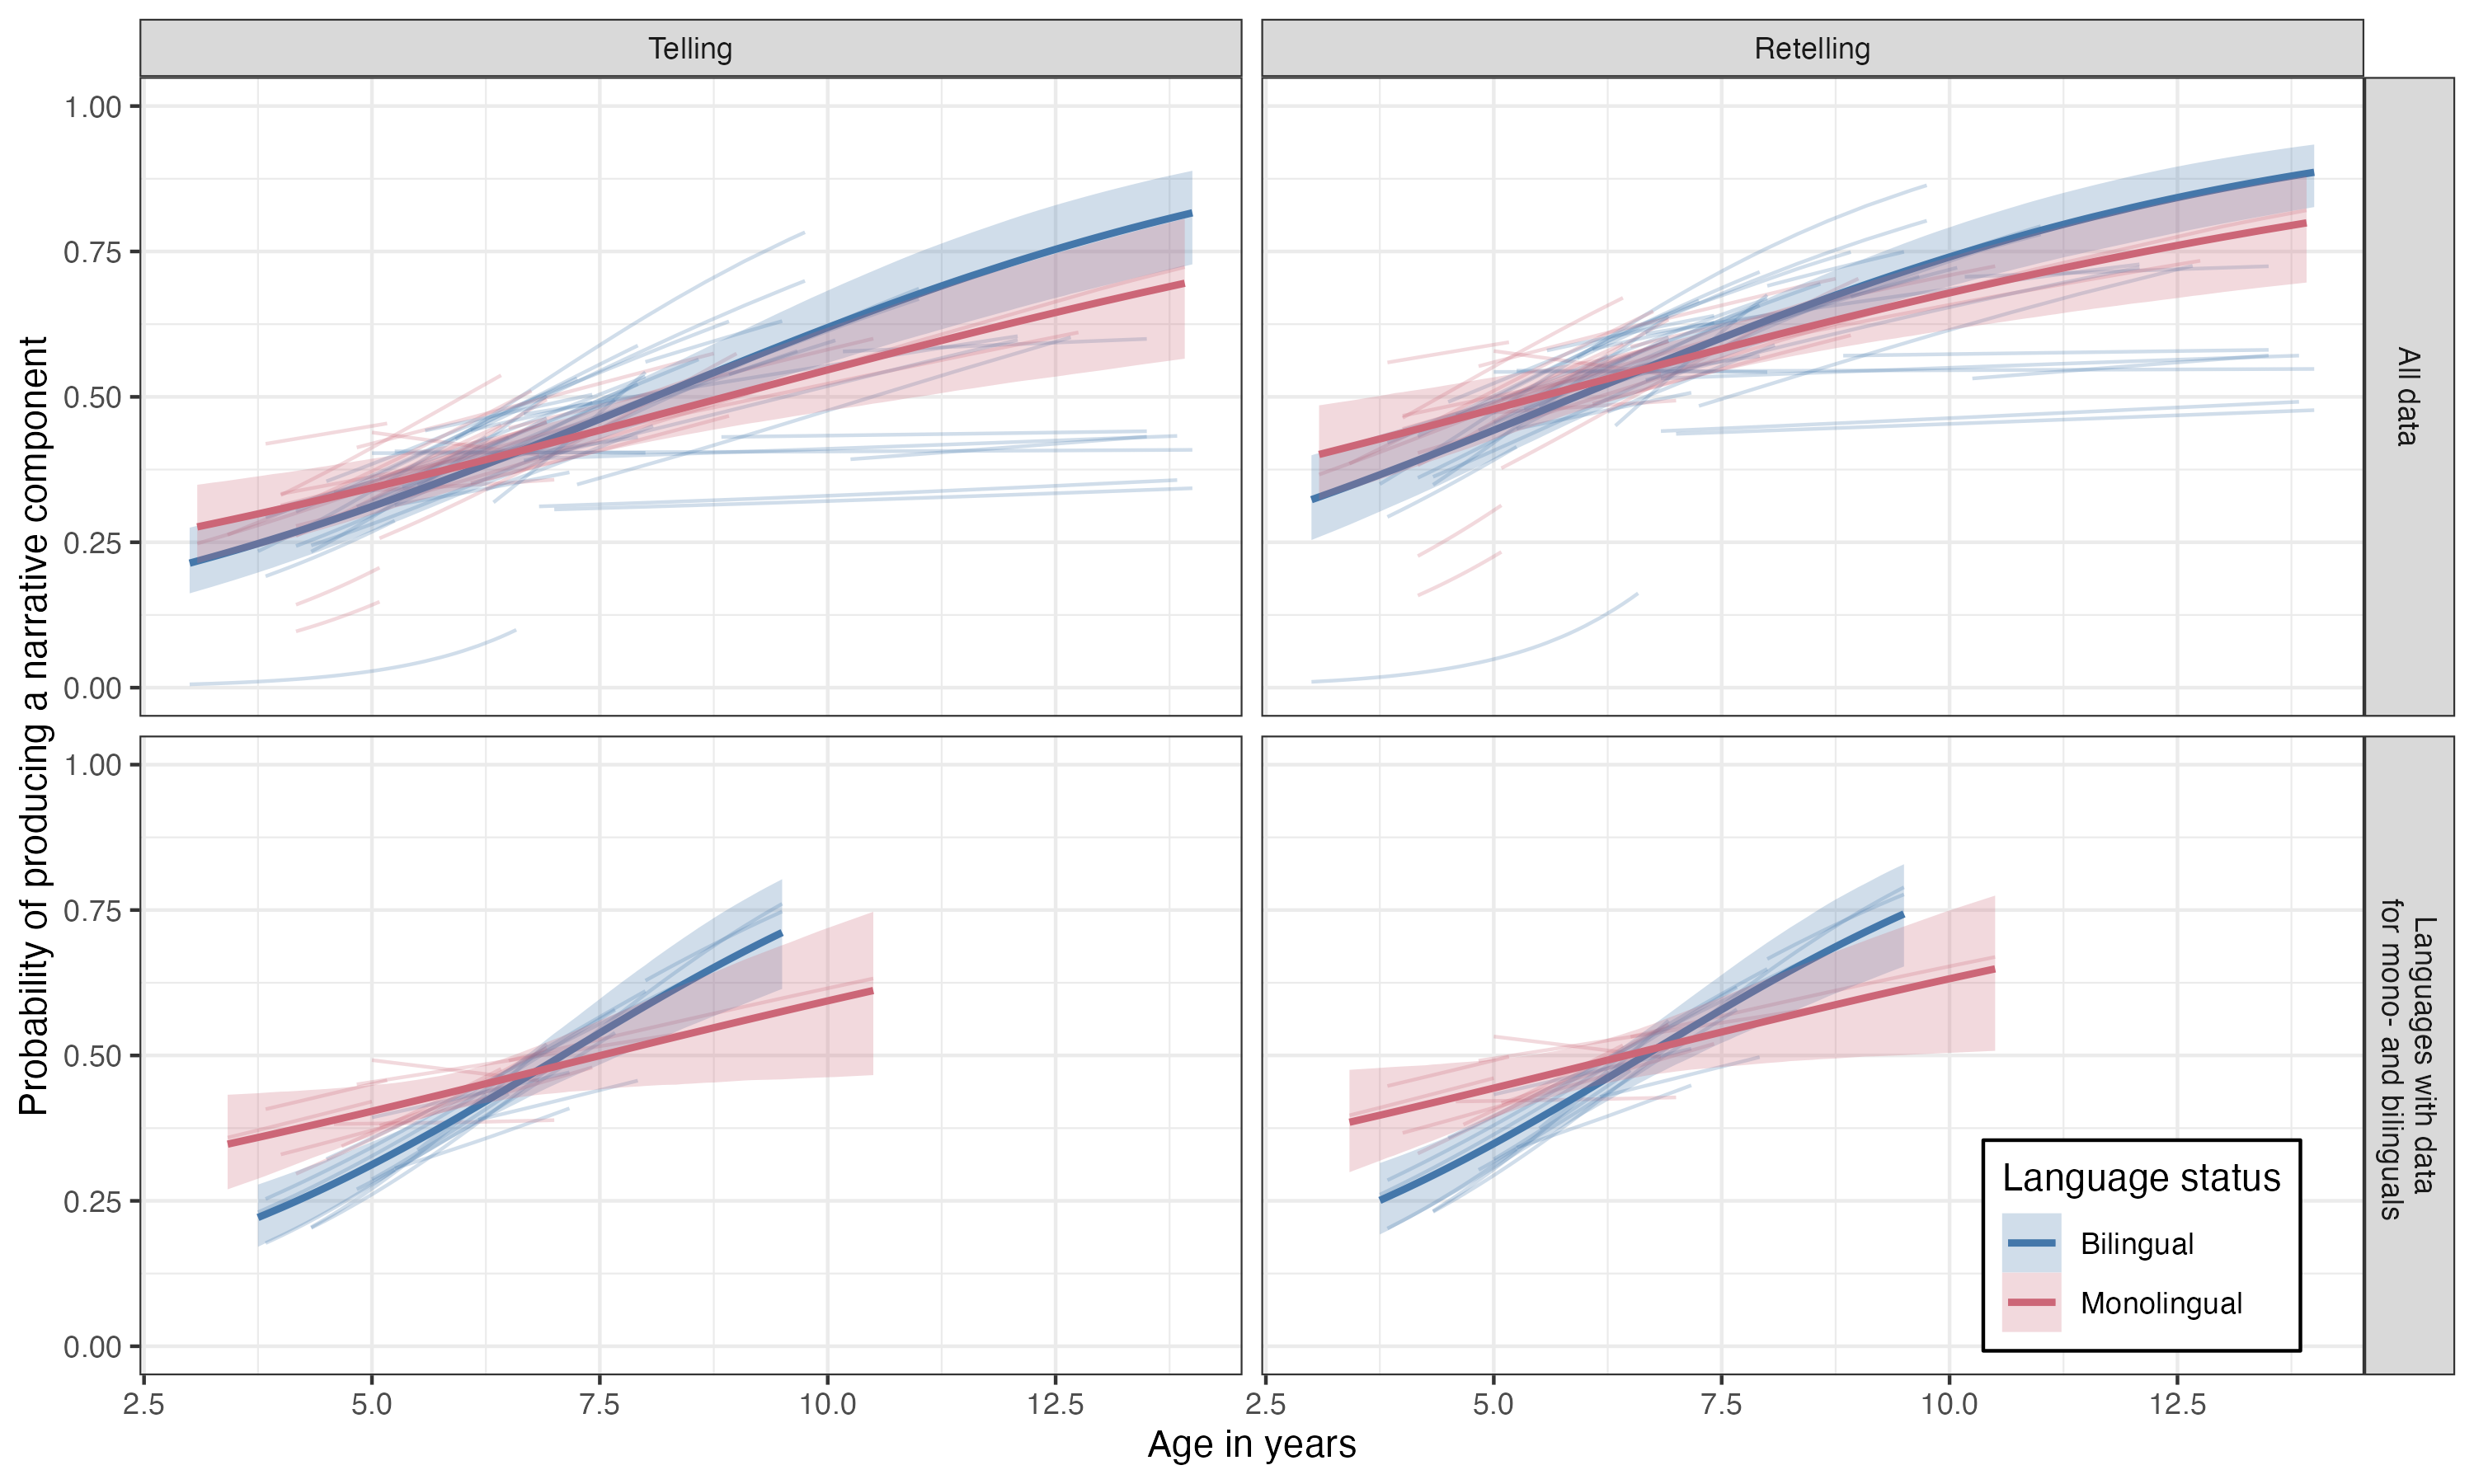 Telling
Retelling
Probability of producing a narrative component
1.00
0.75
0.50
0.25
0.00
All data
1.00
0.75
0.50
0.25
0.00
Languages with data
for mono- and bilinguals
Language status
Bilingual
Monolingual
2.5
5.0
7.5
10.0
12.5
2.5
5.0
7.5
10.0
12.5
Age in years